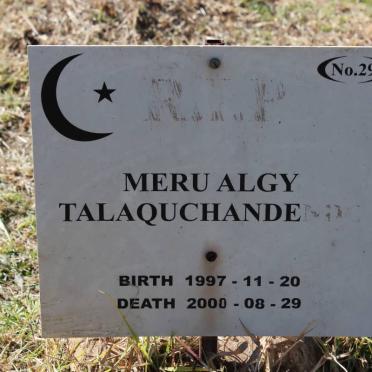 No.29
R.I.P
MERU ALGY
TALAQUCHANDE
BIRTH 1997 - 11 - 20
DEATH 2000 - 08 - 29